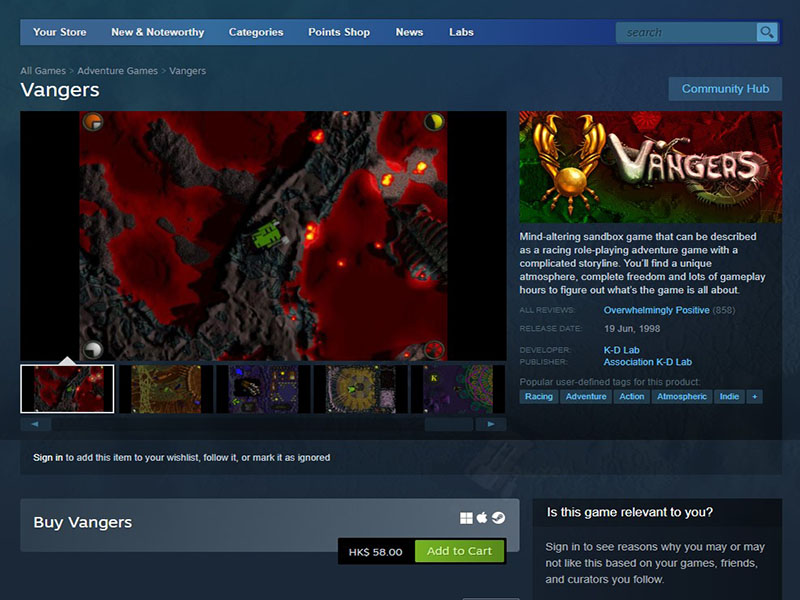 Your Store New & Noteworthy Categories Points Shop News Labs search
All Games > Adventure Games > Vangers
Vangers
Community Hub
VANGERS
Mind-altering sandbox game that can be described
as a racing role-playing adventure game with a
complicated storyline. You'll find a unique
atmosphere, complete freedom and lots of gameplay
hours to figure out what's the game is all about.
ALL REVIEWS: Overwhelmingly Positive (858)
RELEASE DATE: 19 Jun, 1998
DEVELOPER: K-D Lab
PUBLISHER: Association K-D Lab
Popular user-defined tags for this product:
Racing Adventure Action Atmospheric Indie +
Sign in to add this item to your wishlist, follow it, or mark it as ignored
Buy Vangers
HK$ 58.00 Add to Cart
Is this game relevant to you?
Sign in to see reasons why you may or may
not like this based on your games, friends,
and curators you follow.